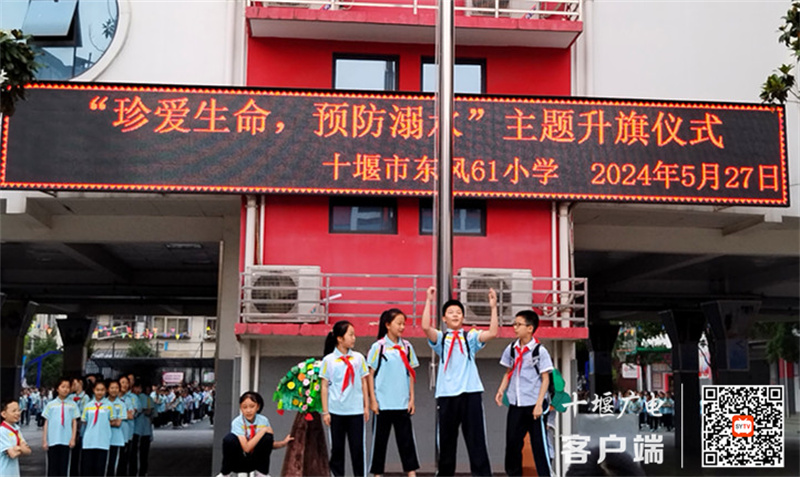 “珍爱生命，预防溺水”主题升旗仪式
十堰市东风61小学 2024年5月27日
十堰广电
客户端